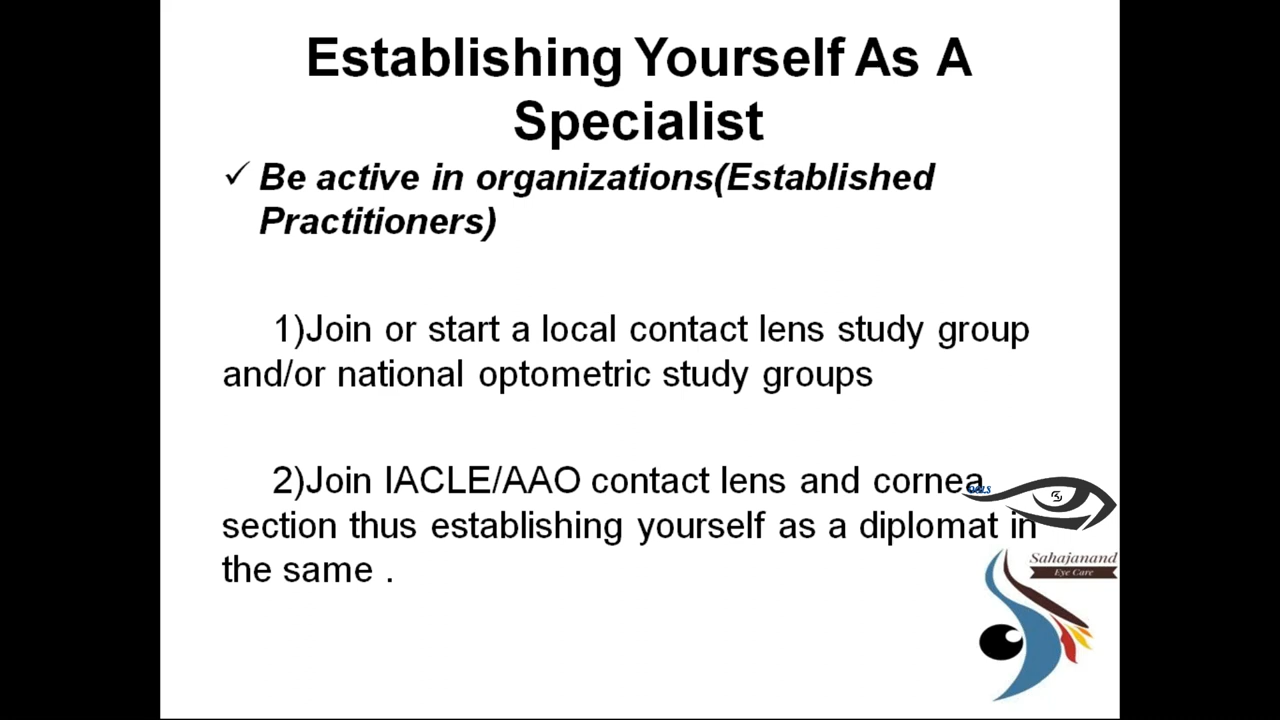 Establishing Yourself As A
Specialist
✓ Be active in organizations(Established
Practitioners)
1)Join or start a local contact lens study group
and/or national optometric study groups
2)Join IACLE/AAO contact lens and cornea
section thus establishing yourself as a diplomat in
the same .
Sahajanand
Eye Care